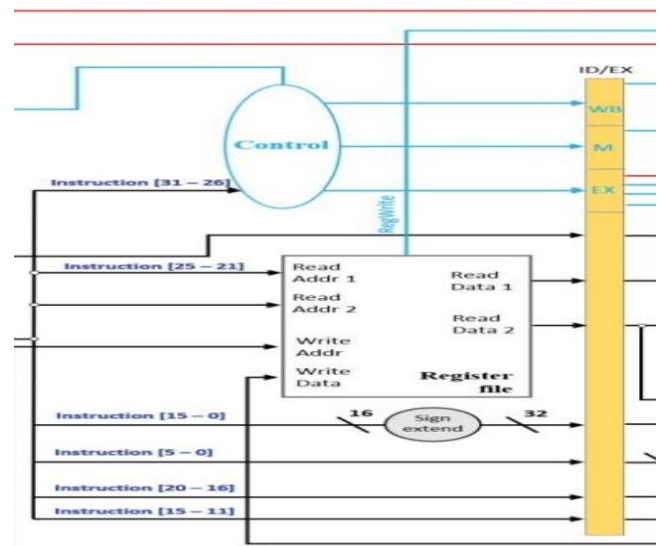 ID/EX
WB
Control
M
Instruction [31 – 26]
EX
RegWrite
Instruction [25 – 21]
Read
Addr 1
Read
Data 1
Read
Addr 2
Read
Data 2
Write
Addr
Write
Data
Register
file
Instruction [15 – 0]
16
Sign
extend
32
Instruction [5 – 0]
Instruction [20 – 16]
Instruction [15 – 11]